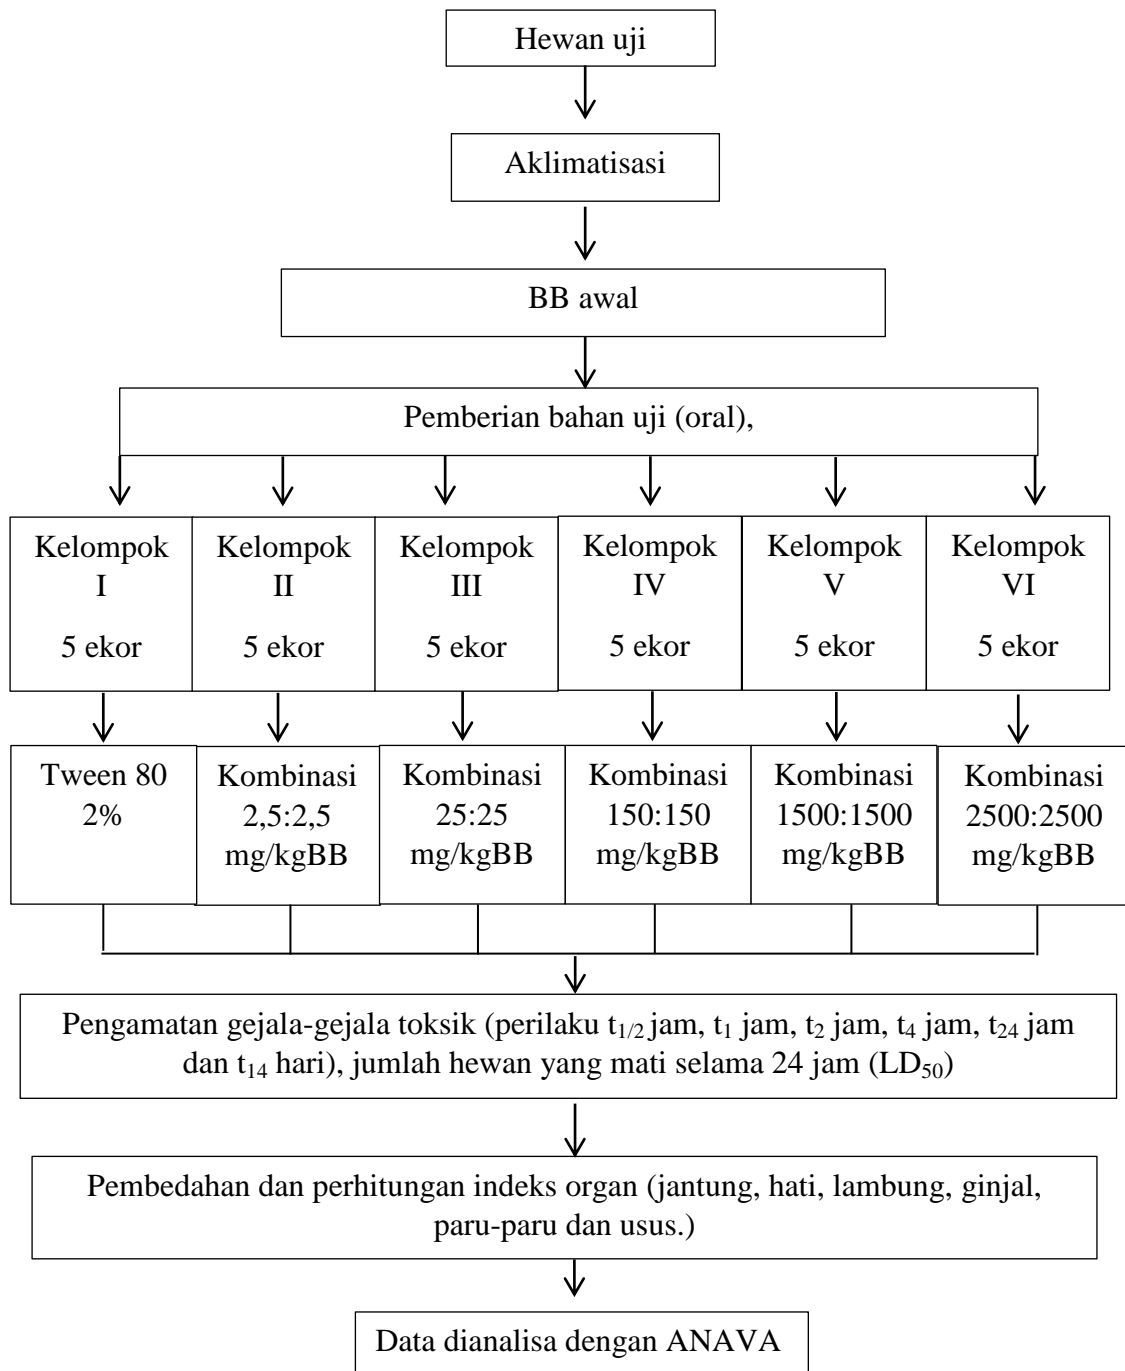 Hewan uji
Aklimatisasi
BB awal
Pemberian bahan uji (oral),
Kelompok
I
5 ekor
Kelompok
II
5 ekor
Kelompok
III
5 ekor
Kelompok
IV
5 ekor
Kelompok
V
5 ekor
Kelompok
VI
5 ekor
Tween 80
2%
Kombinasi
2,5:2,5
mg/kgBB
Kombinasi
25:25
mg/kgBB
Kombinasi
150:150
mg/kgBB
Kombinasi
1500:1500
mg/kgBB
Kombinasi
2500:2500
mg/kgBB
Pengamatan gejala-gejala toksik (perilaku t1/2 jam, t1 jam, t2 jam, t4 jam, t24 jam
dan t14 hari), jumlah hewan yang mati selama 24 jam (LD50)
Pembedahan dan perhitungan indeks organ (jantung, hati, lambung, ginjal,
paru-paru dan usus.)
Data dianalisa dengan ANAVA